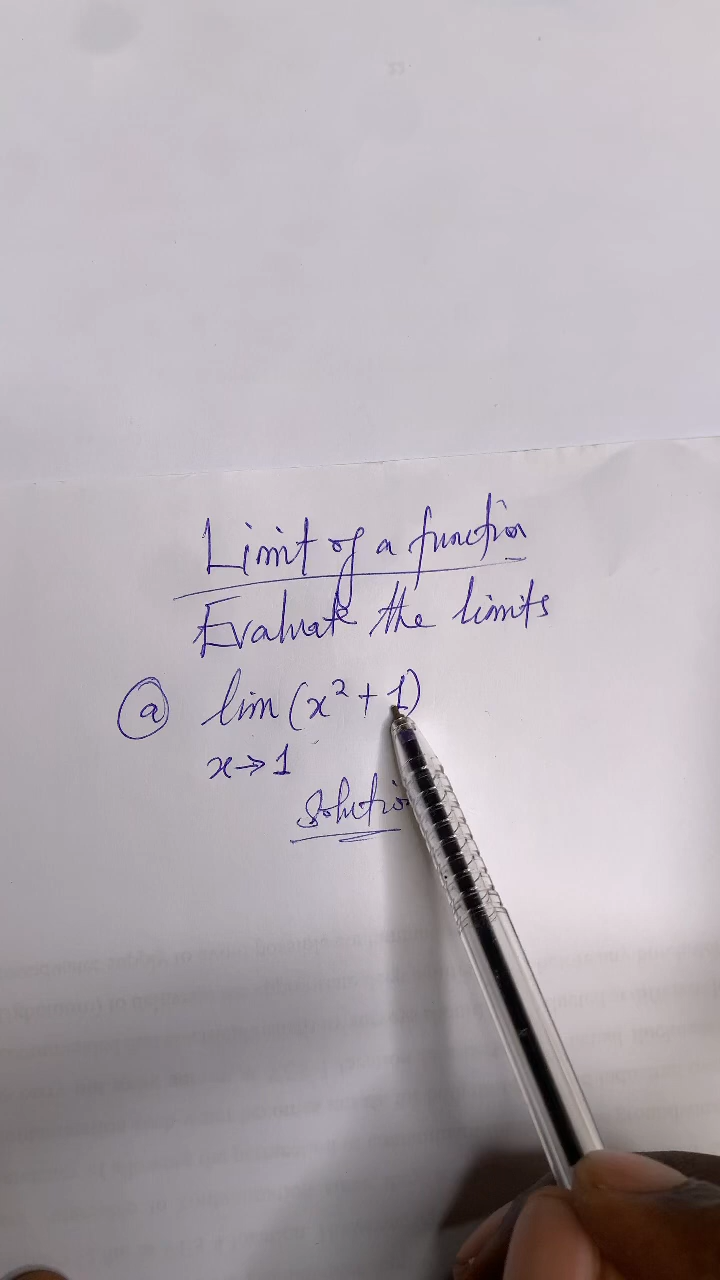 Limit of a function
Evaluate the limits
(a) lim (x² + 1)
x→1
Solution